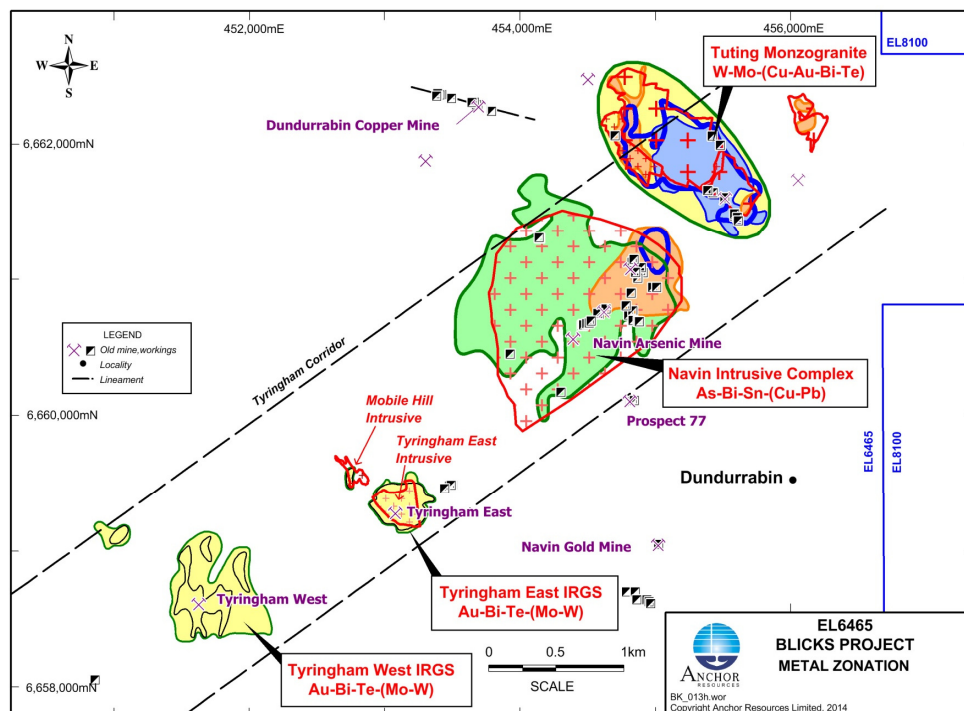 452,000mE
454,000mE
456,000mE
EL8100
N
W
E
S
Tuting Monzogranite
W-Mo-(Cu-Au-Bi-Te)
Dundurrabin Copper Mine
6,662,000mN
LEGEND
Old mine,workings
Locality
Lineament
Tyringham Corridor
Navin Arsenic Mine
Navin Intrusive Complex
As-Bi-Sn-(Cu-Pb)
6,660,000mN
Mobile Hill
Intrusive
Prospect 77
EL6465
EL8100
Tyringham East
Intrusive
Dundurrabin
Tyringham East
Navin Gold Mine
Tyringham East IRGS
Au-Bi-Te-(Mo-W)
Tyringham West
Tyringham West IRGS
Au-Bi-Te-(Mo-W)
0 0.5 1km
SCALE
6,658,000mN
ANCHOR
RESOURCES
EL6465
BLICKS PROJECT
METAL ZONATION
BK_013h.wor
Copyright Anchor Resources Limited, 2014